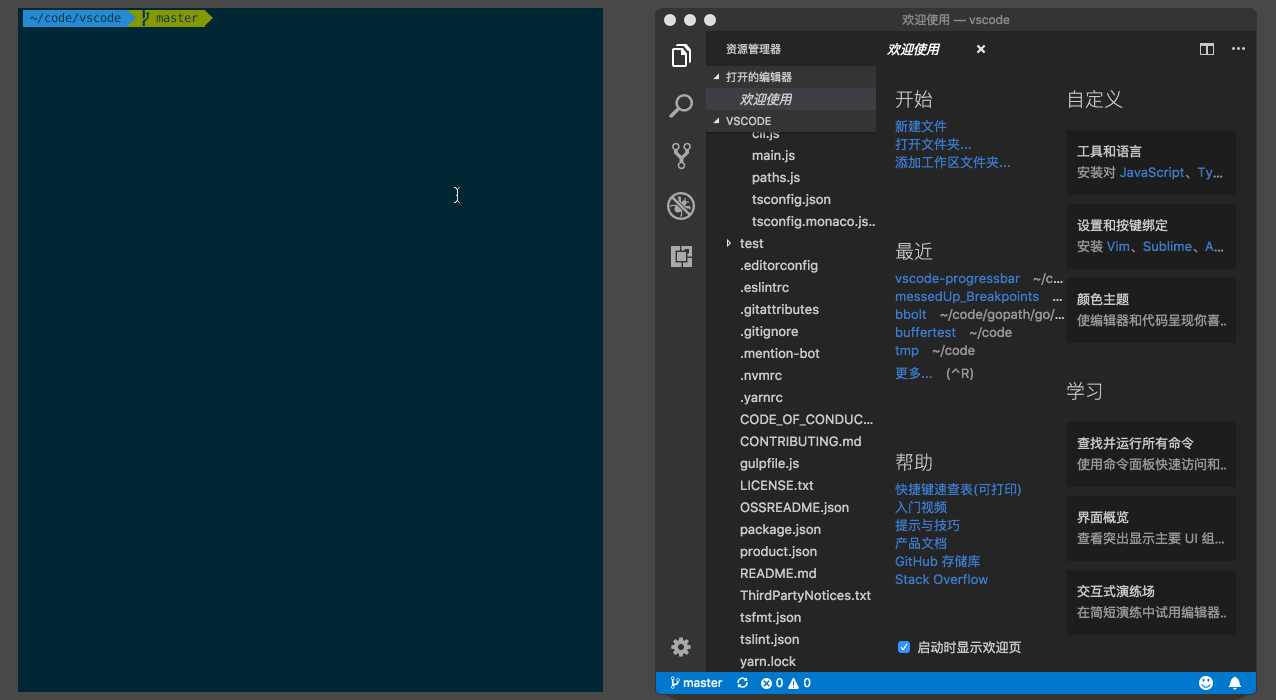 ~/code/vscode master
欢迎使用 — vscode
资源管理器
打开的编辑器
欢迎使用
VSCODE
cli.js
main.js
paths.js
tsconfig.json
tsconfig.monaco.js...
test
.editorconfig
.eslintrc
.gitattributes
.gitignore
.mention-bot
.nvmrc
.yarnrc
CODE_OF_CONDUC...
CONTRIBUTING.md
gulpfile.js
LICENSE.txt
OSSREADME.json
package.json
product.json
README.md
ThirdPartyNotices.txt
tsfmt.json
tslint.json
yarn.lock
欢迎使用
开始
新建文件
打开文件夹...
添加工作区文件夹...
最近
vscode-progressbar ~/c...
messedUp_Breakpoints ...
bbolt ~/code/gopath/go/...
buffertest ~/code
tmp ~/code
更多... (^R)
帮助
快捷键速查表(可打印)
入门视频
提示与技巧
产品文档
GitHub 存储库
Stack Overflow
启动时显示欢迎页
自定义
工具和语言
安装对 JavaScript、Ty...
设置和按键绑定
安装 Vim、Sublime、A...
颜色主题
使编辑器和代码呈现你喜...
学习
查找并运行所有命令
使用命令面板快速访问和...
界面概览
查看突出显示主要 UI 组...
交互式演练场
在简短演练中试用编辑器...
master 0 0